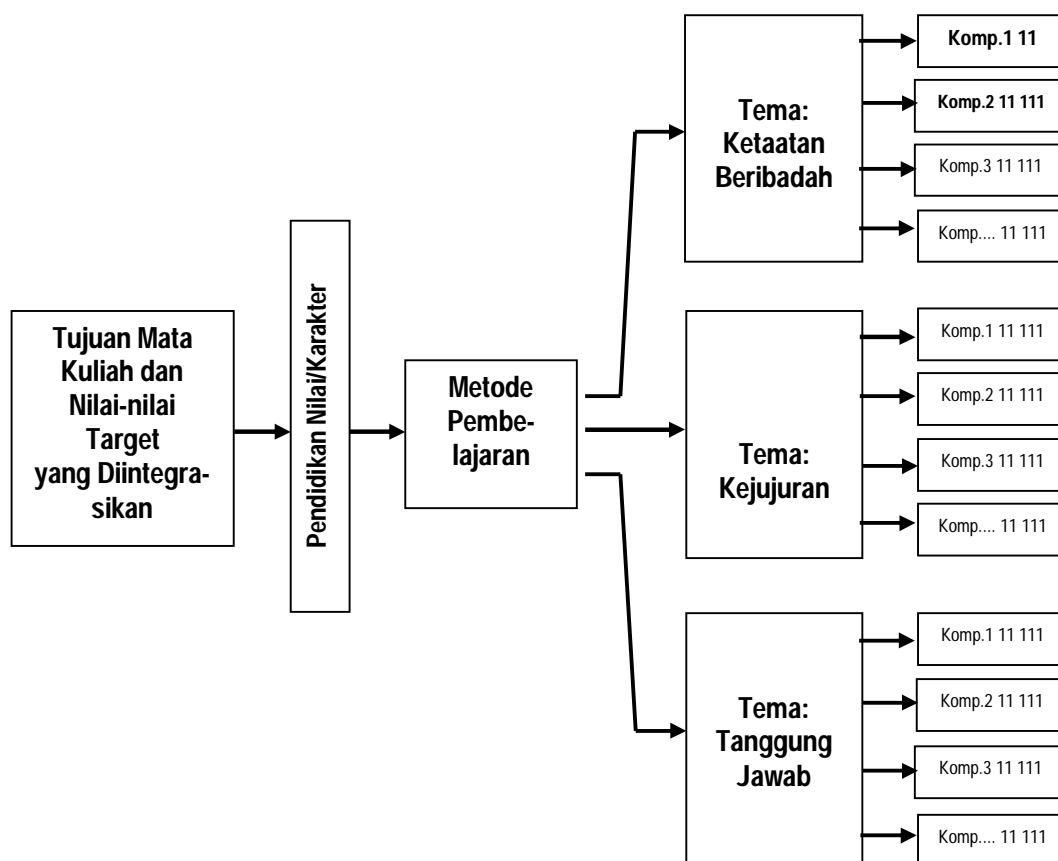 Tujuan Mata
Kuliah dan
Nilai-nilai
Target
yang Diintegra-
sikan
Pendidikan Nilai/Karakter
Metode
Pembe-
lajaran
Tema:
Ketaatan
Beribadah
Komp.1 11
Komp.2 11 111
Komp.3 11 111
Komp.... 11 111
Tema:
Kejujuran
Komp.1 11 111
Komp.2 11 111
Komp.3 11 111
Komp.... 11 111
Tema:
Tanggung
Jawab
Komp.1 11 111
Komp.2 11 111
Komp.3 11 111
Komp.... 11 111